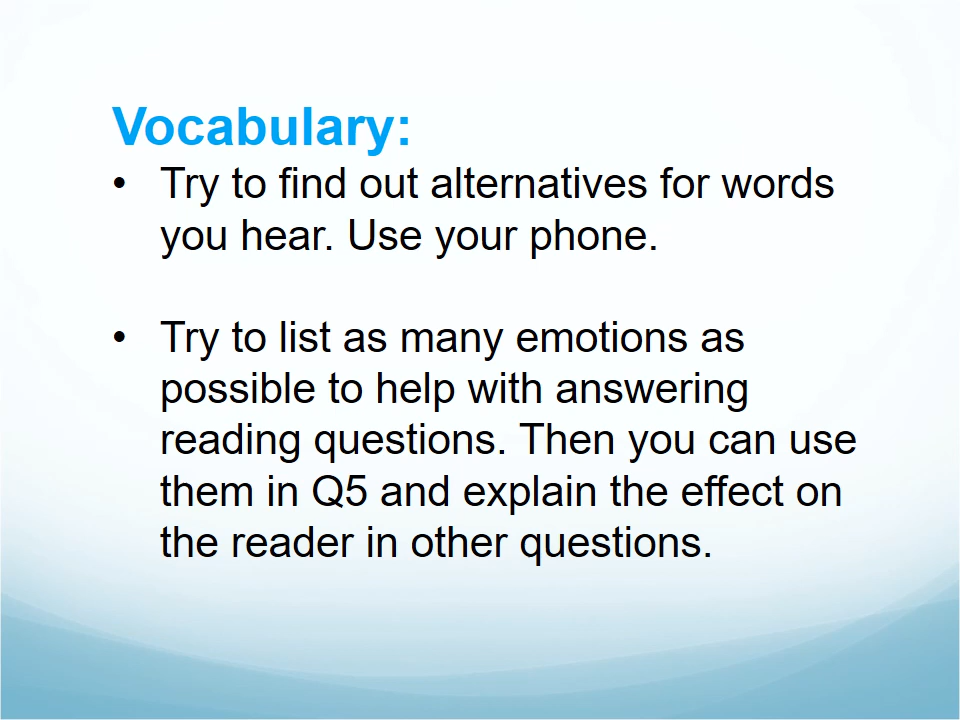 Vocabulary:
• Try to find out alternatives for words
you hear. Use your phone.
• Try to list as many emotions as
possible to help with answering
reading questions. Then you can use
them in Q5 and explain the effect on
the reader in other questions.